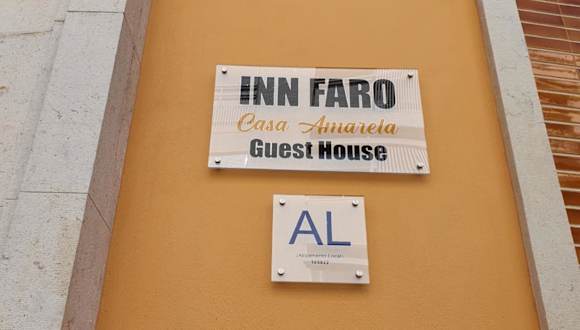 INN FARO
Casa Amarela
Guest House
AL